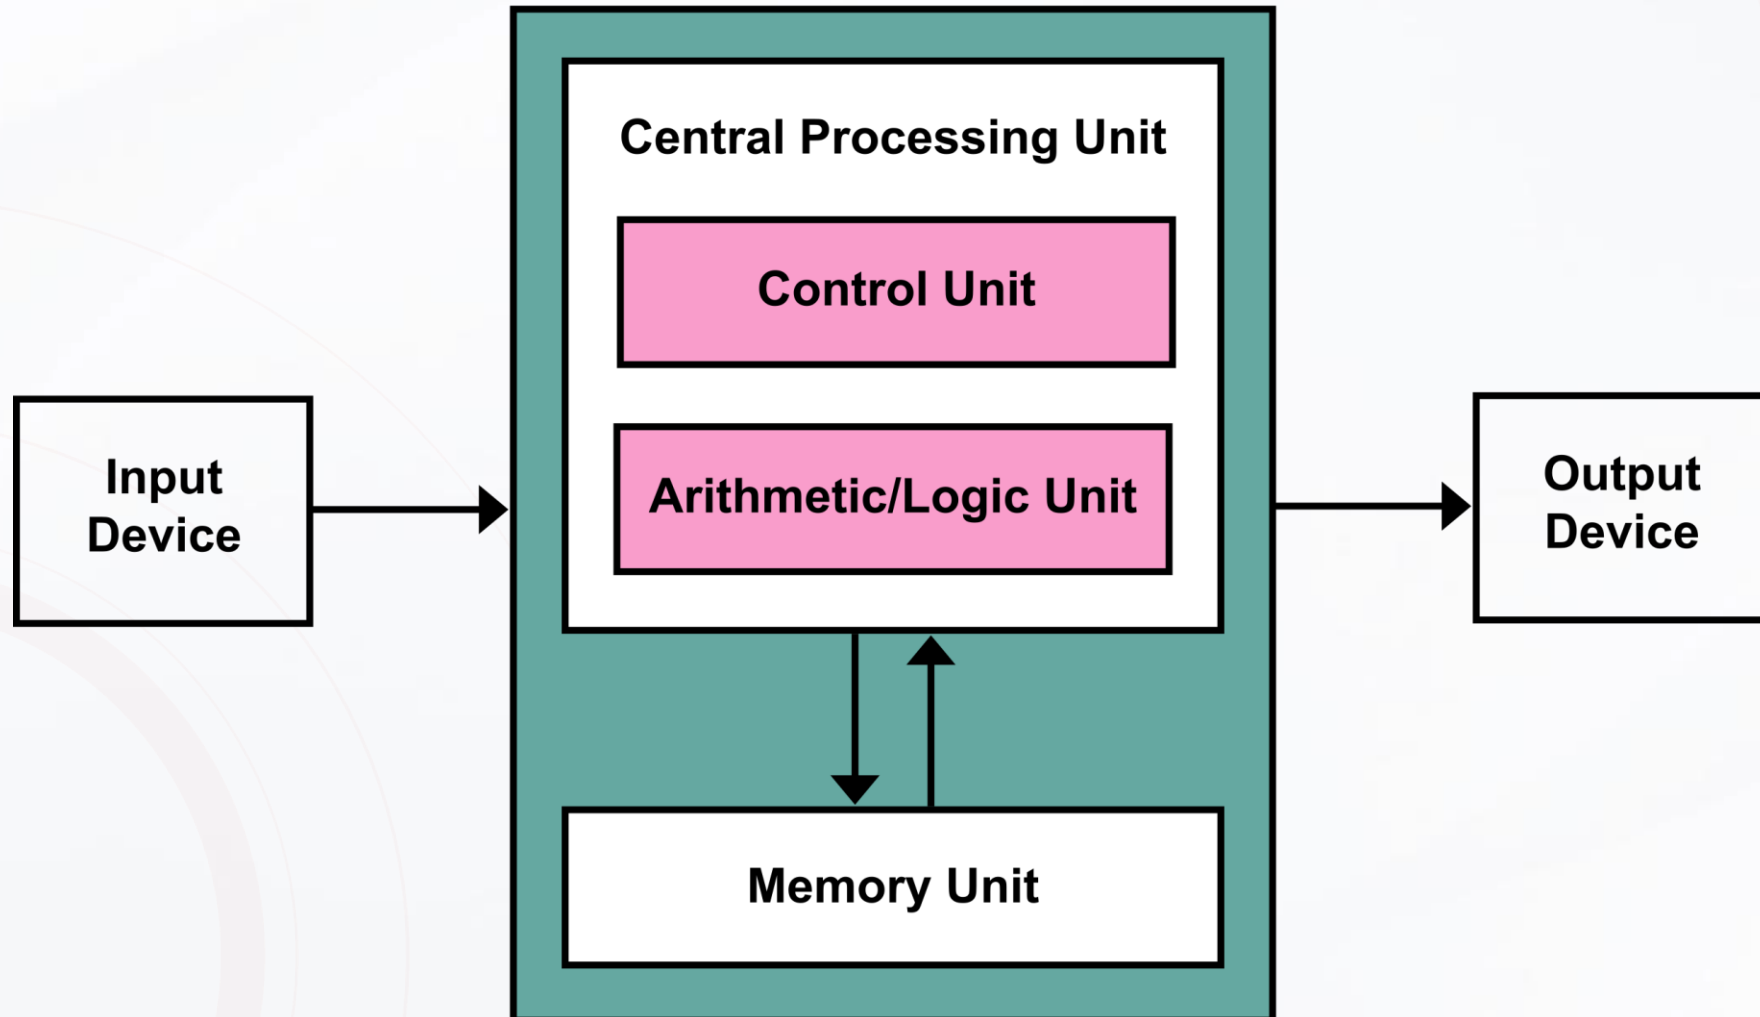 Central Processing Unit
Control Unit
Arithmetic/Logic Unit
Input
Device
Output
Device
Memory Unit